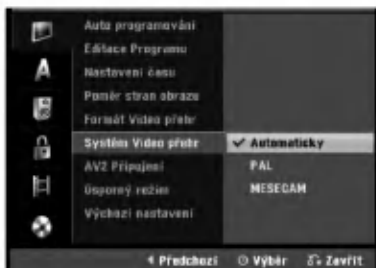 Auto programování
Editace Programu
Nastavení času
Poměr stran obrazu
Formát Video přehr
Systém Video přehr
✓ Automaticky
AV2 Připojení
PAL
Úsporný režim
MESECAM
Výchozí nastavení
A
Předchozí
Výběr
Zavřít